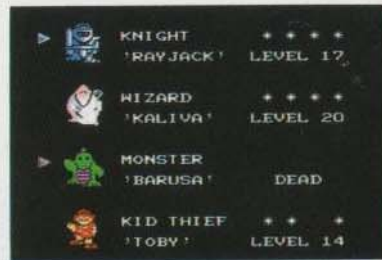 KNIGHT * * * *
'RAYJACK' LEVEL 17
WIZARD * * * *
'KALIVA' LEVEL 20
MONSTER
'BARUSA' DEAD
KID THIEF * * *
'TOBY' LEVEL 14